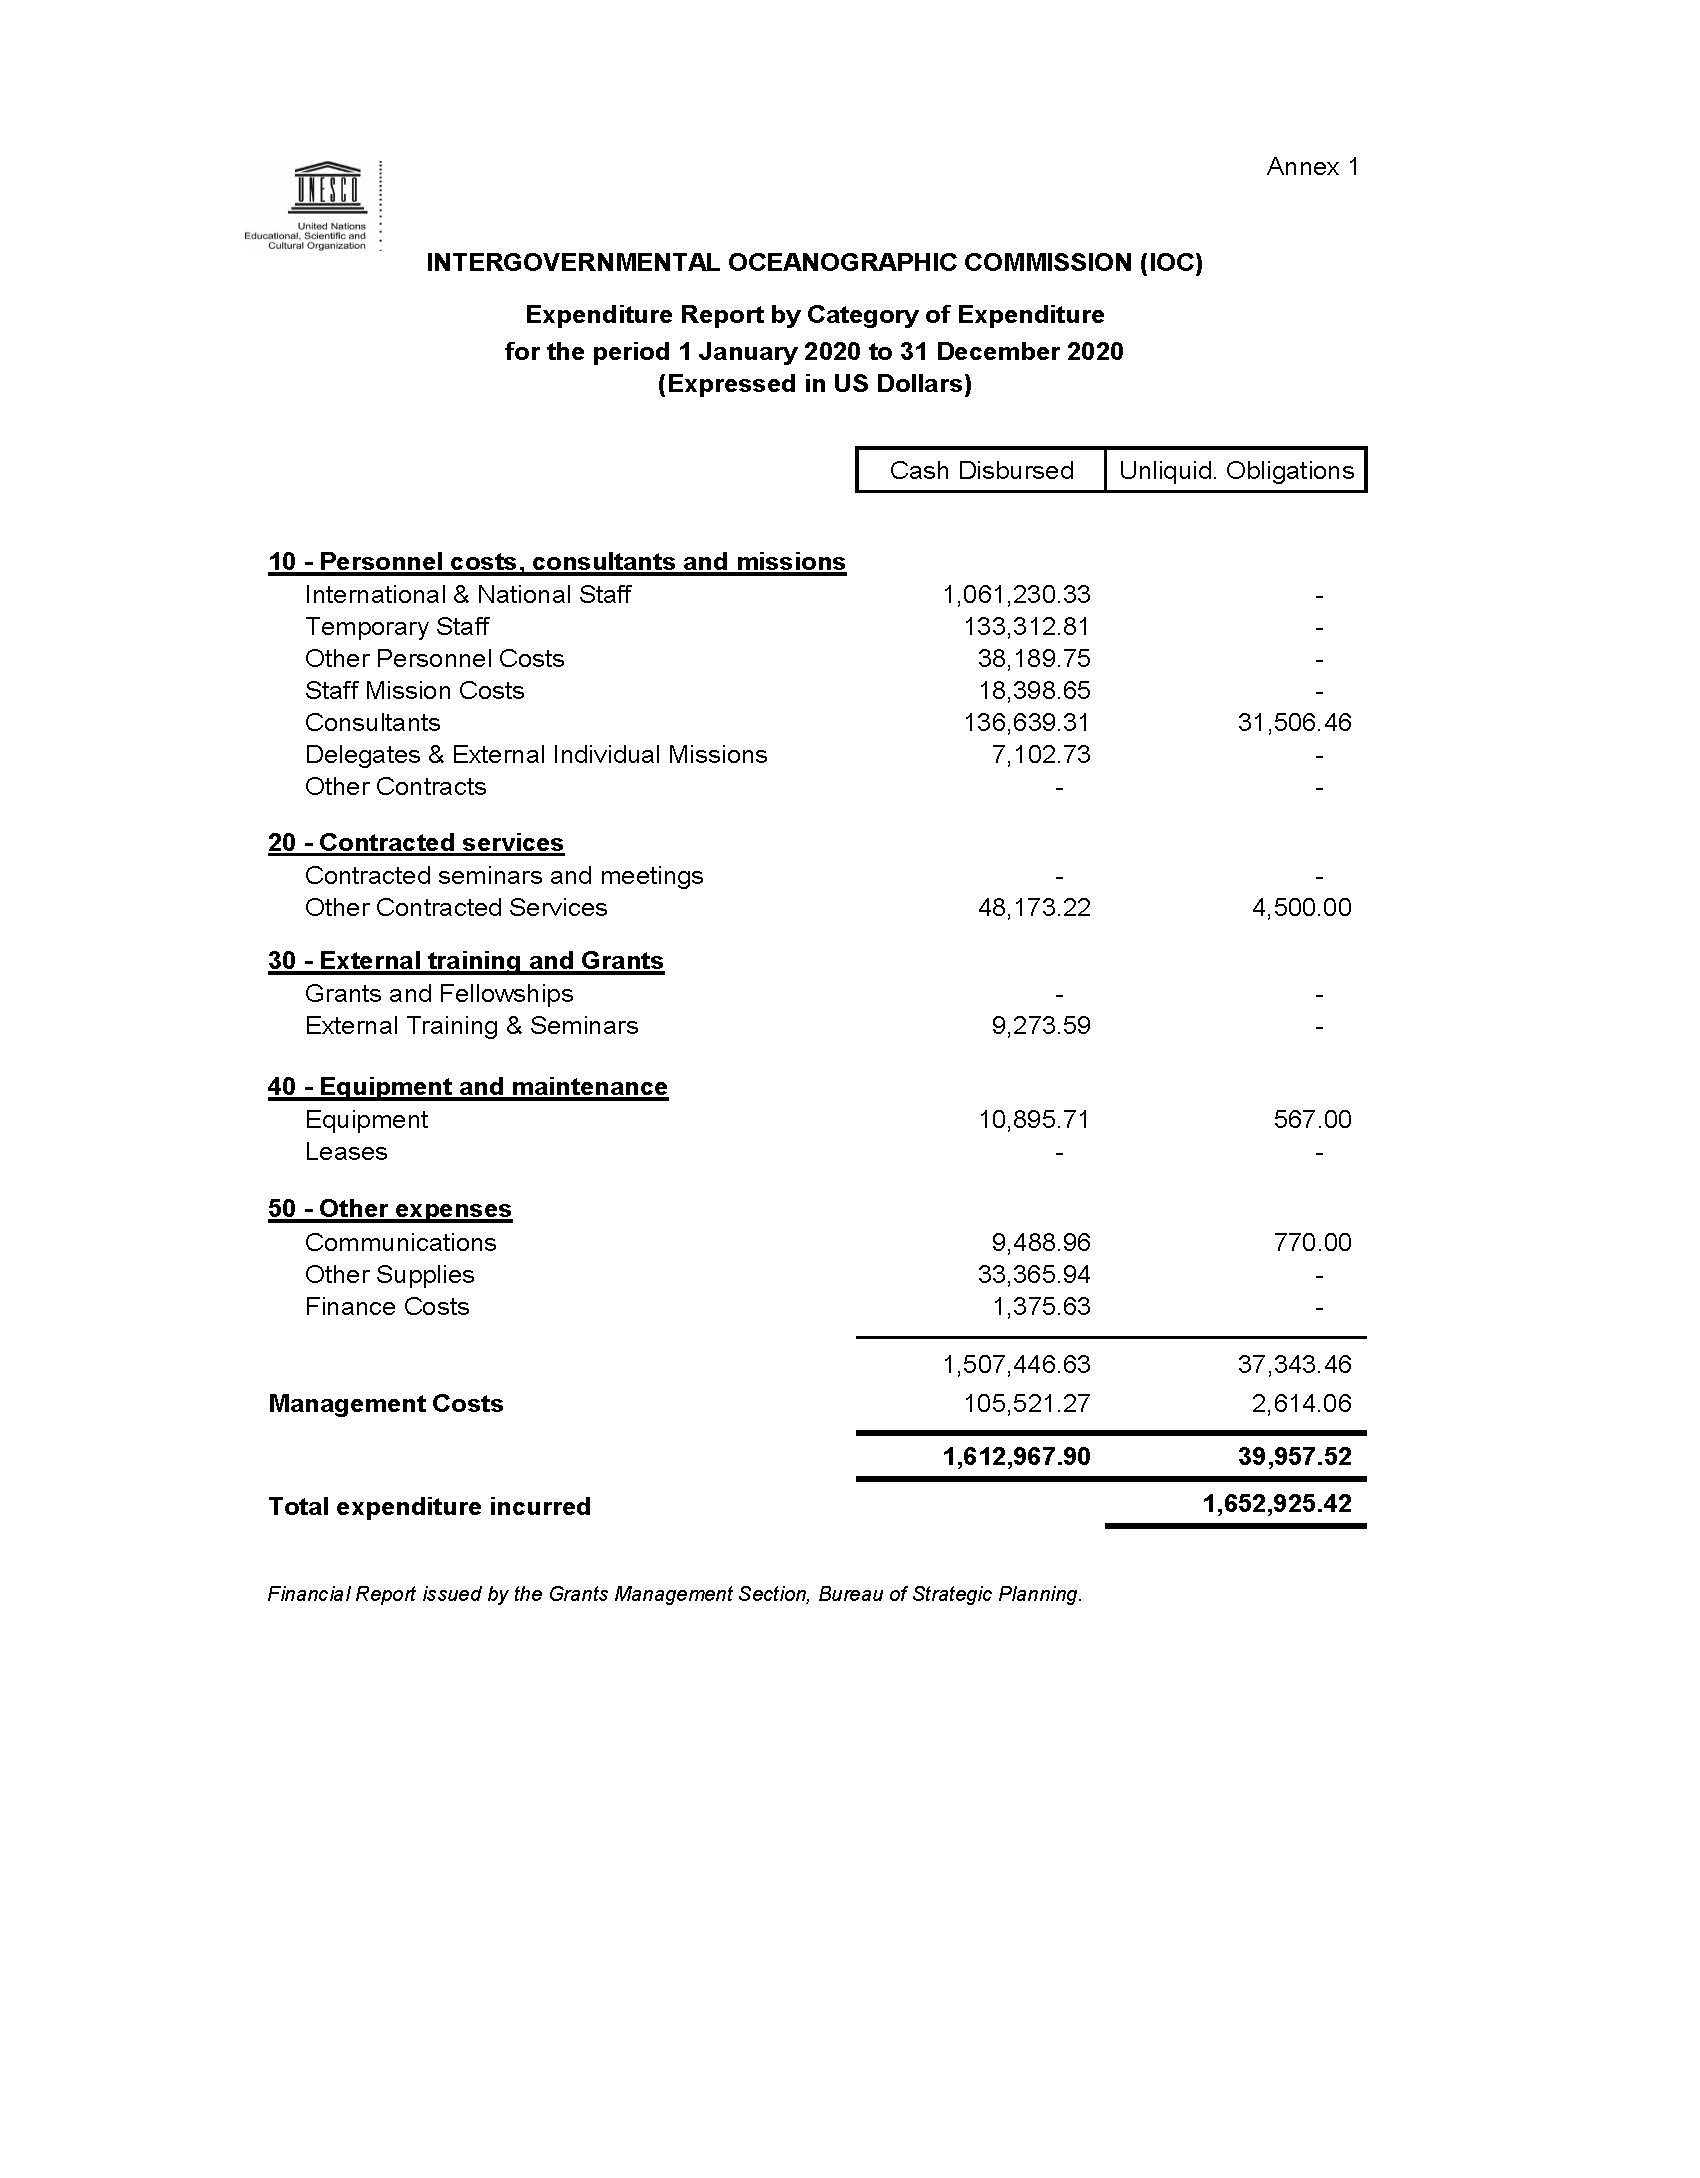 Annex 1
UNESCO
United Nations
Educational, Scientific and
Cultural Organization
INTERGOVERNMENTAL OCEANOGRAPHIC COMMISSION (IOC)
Expenditure Report by Category of Expenditure
for the period 1 January 2020 to 31 December 2020
(Expressed in US Dollars)
Cash Disbursed Unliquid. Obligations
10 - Personnel costs, consultants and missions
International & National Staff 1,061,230.33 -
Temporary Staff 133,312.81 -
Other Personnel Costs 38,189.75 -
Staff Mission Costs 18,398.65 -
Consultants 136,639.31 31,506.46
Delegates & External Individual Missions 7,102.73 -
Other Contracts - -
20 - Contracted services
Contracted seminars and meetings - -
Other Contracted Services 48,173.22 4,500.00
30 - External training and Grants
Grants and Fellowships - -
External Training & Seminars 9,273.59 -
40 - Equipment and maintenance
Equipment 10,895.71 567.00
Leases - -
50 - Other expenses
Communications 9,488.96 770.00
Other Supplies 33,365.94 -
Finance Costs 1,375.63 -
1,507,446.63 37,343.46
Management Costs 105,521.27 2,614.06
1,612,967.90 39,957.52
Total expenditure incurred 1,652,925.42
Financial Report issued by the Grants Management Section, Bureau of Strategic Planning.